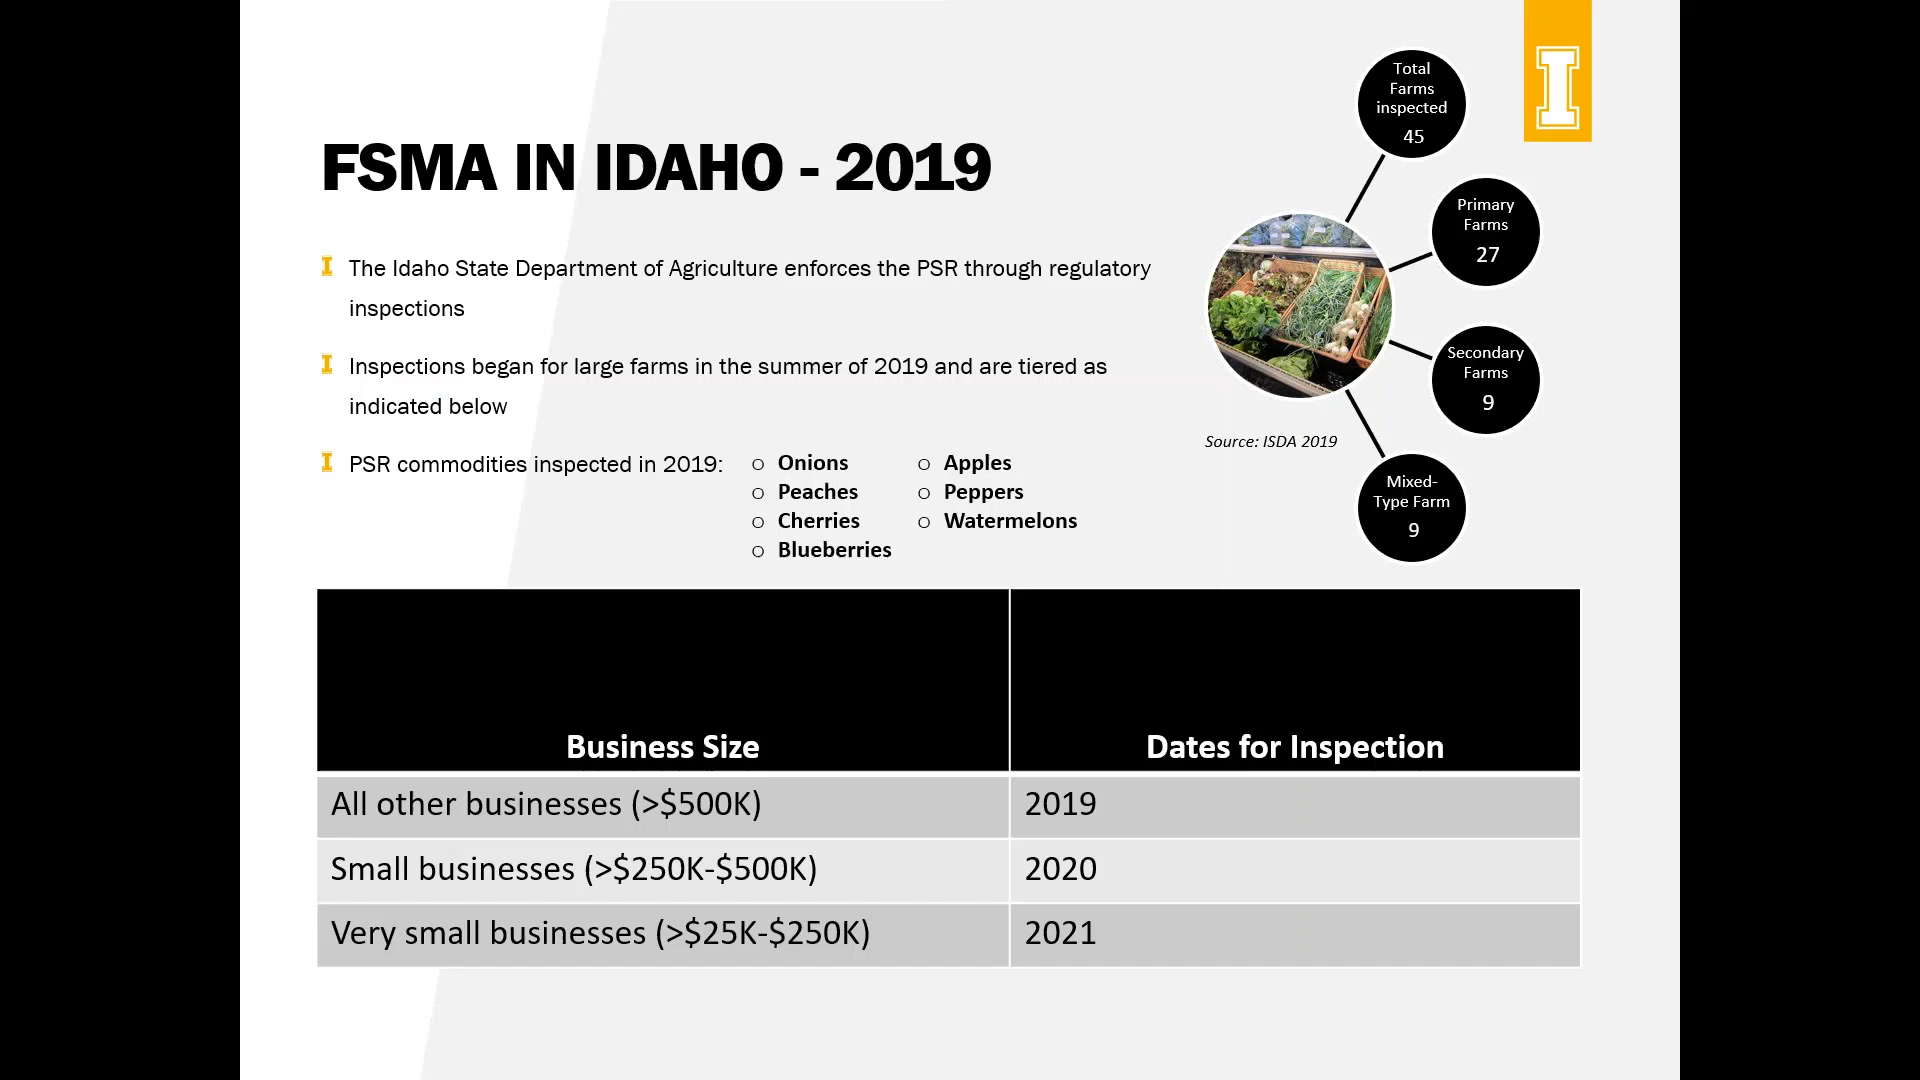 FSMA IN IDAHO - 2019
The Idaho State Department of Agriculture enforces the PSR through regulatory
inspections
Inspections began for large farms in the summer of 2019 and are tiered as
indicated below
PSR commodities inspected in 2019:
Onions
Peaches
Cherries
Blueberries
Apples
Peppers
Watermelons
I
Total
Farms
inspected
45
Primary
Farms
27
Secondary
Farms
9
Mixed-
Type Farm
9
Source: ISDA 2019
Business Size
Dates for Inspection
All other businesses (>$500K)
2019
Small businesses (>$250K-$500K)
2020
Very small businesses (>$25K-$250K)
2021